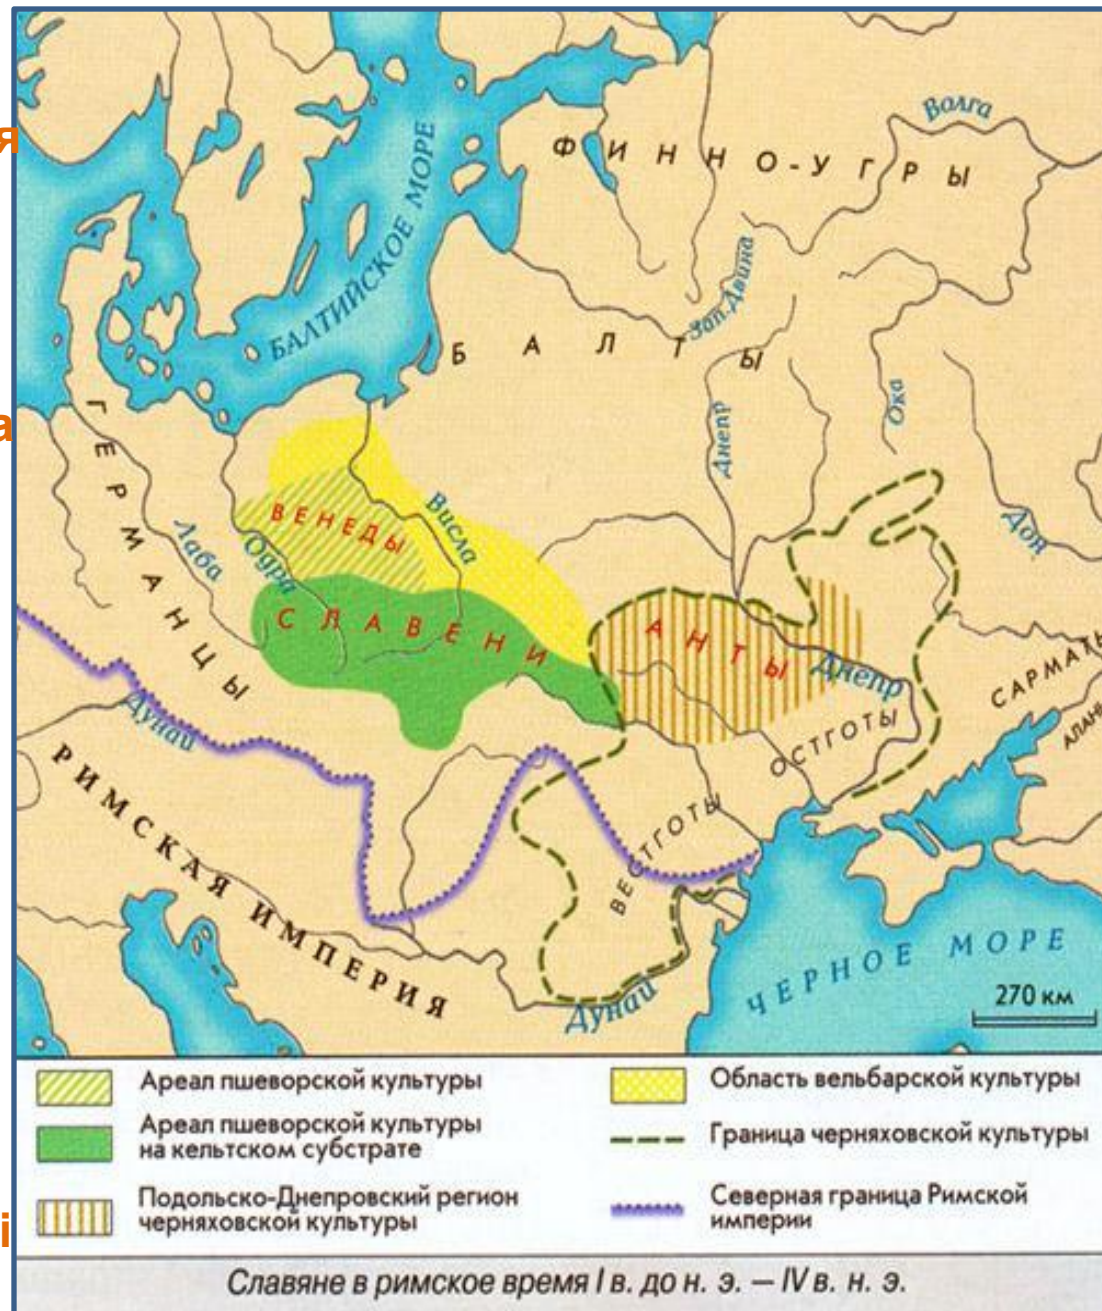 я
а
і
Волга
ФИННО-УГРЫ
БАЛТИЙСКОЕ МОРЕ
Зап. Двина
БАЛТЫ
Ока
Днепр
ГЕРМАНЦЫ
Висла
ВЕНЕДЫ
Лаба
Одра
Дон
СЛАВЕНИ
АНТЫ
Днепр
САРМАТЫ
АЛАНЫ
Дунай
ОСТГОТЫ
РИМСКАЯ ИМПЕРИЯ
ВЕСТГОТЫ
ЧЕРНОЕ МОРЕ
Дунай
270 км
Ареал пшеворской культуры
Ареал пшеворской культуры
на кельтском субстрате
Подольско-Днепровский регион
черняховской культуры
Область вельбарской культуры
Граница черняховской культуры
Северная граница Римской
империи
Славяне в римское время I в. до н. э. — IV в. н. э.